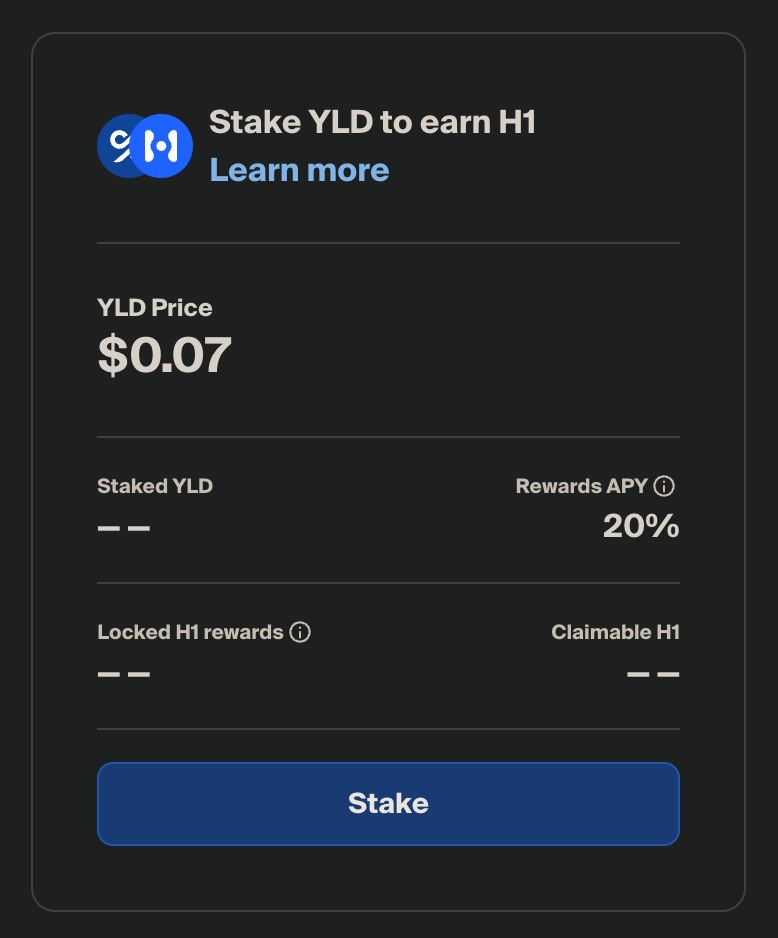 Stake YLD to earn H1
Learn more
YLD Price
$0.07
Staked YLD
– –
Rewards APY
20%
Locked H1 rewards
– –
Claimable H1
– –
Stake